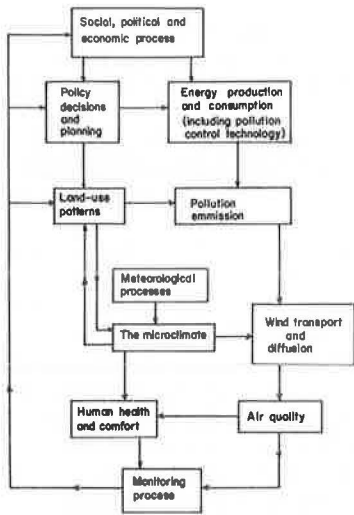 Social, political and
economic process
Policy
decisions
and
planning
Energy production
and consumption
(including pollution
control technology)
Land-use
patterns
Pollution
emmission
Meteorological
processes
The microclimate
Wind transport
and
diffusion
Human health
and comfort
Air quality
Monitoring
process